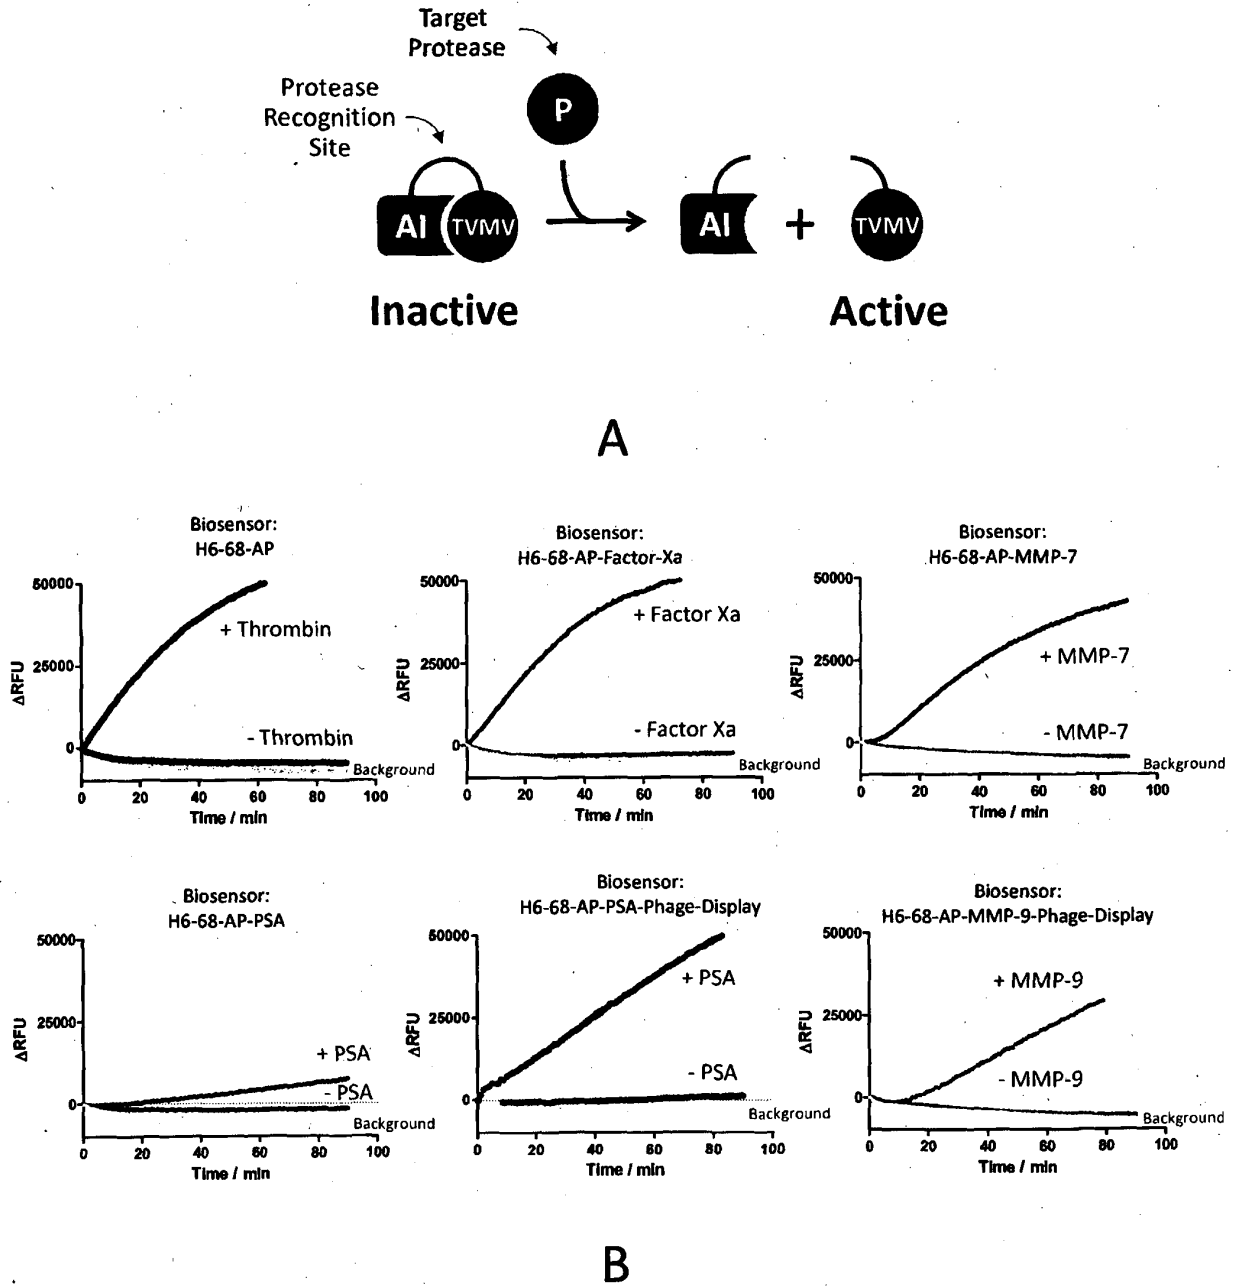 Target
Protease
Protease
Recognition
Site
P
AI
TVMV
AI
+
TVMV
Inactive
Active
A
Biosensor:
H6-68-AP
50000
25000
0
ΔRFU
+ Thrombin
- Thrombin
Background
0 20 40 60 80 100
Time / min
Biosensor:
H6-68-AP-Factor-Xa
50000
25000
0
ΔRFU
+ Factor Xa
- Factor Xa
Background
0 20 40 60 80 100
Time / min
Biosensor:
H6-68-AP-MMP-7
50000
25000
0
ΔRFU
+ MMP-7
- MMP-7
Background
0 20 40 60 80 100
Time / min
Biosensor:
H6-68-AP-PSA
50000
25000
0
ΔRFU
+ PSA
- PSA
Background
0 20 40 60 80 100
Time / min
Biosensor:
H6-68-AP-PSA-Phage-Display
50000
25000
0
ΔRFU
+ PSA
- PSA
Background
0 20 40 60 80 100
Time / min
Biosensor:
H6-68-AP-MMP-9-Phage-Display
50000
25000
0
ΔRFU
+ MMP-9
- MMP-9
Background
0 20 40 60 80 100
Time / min
B